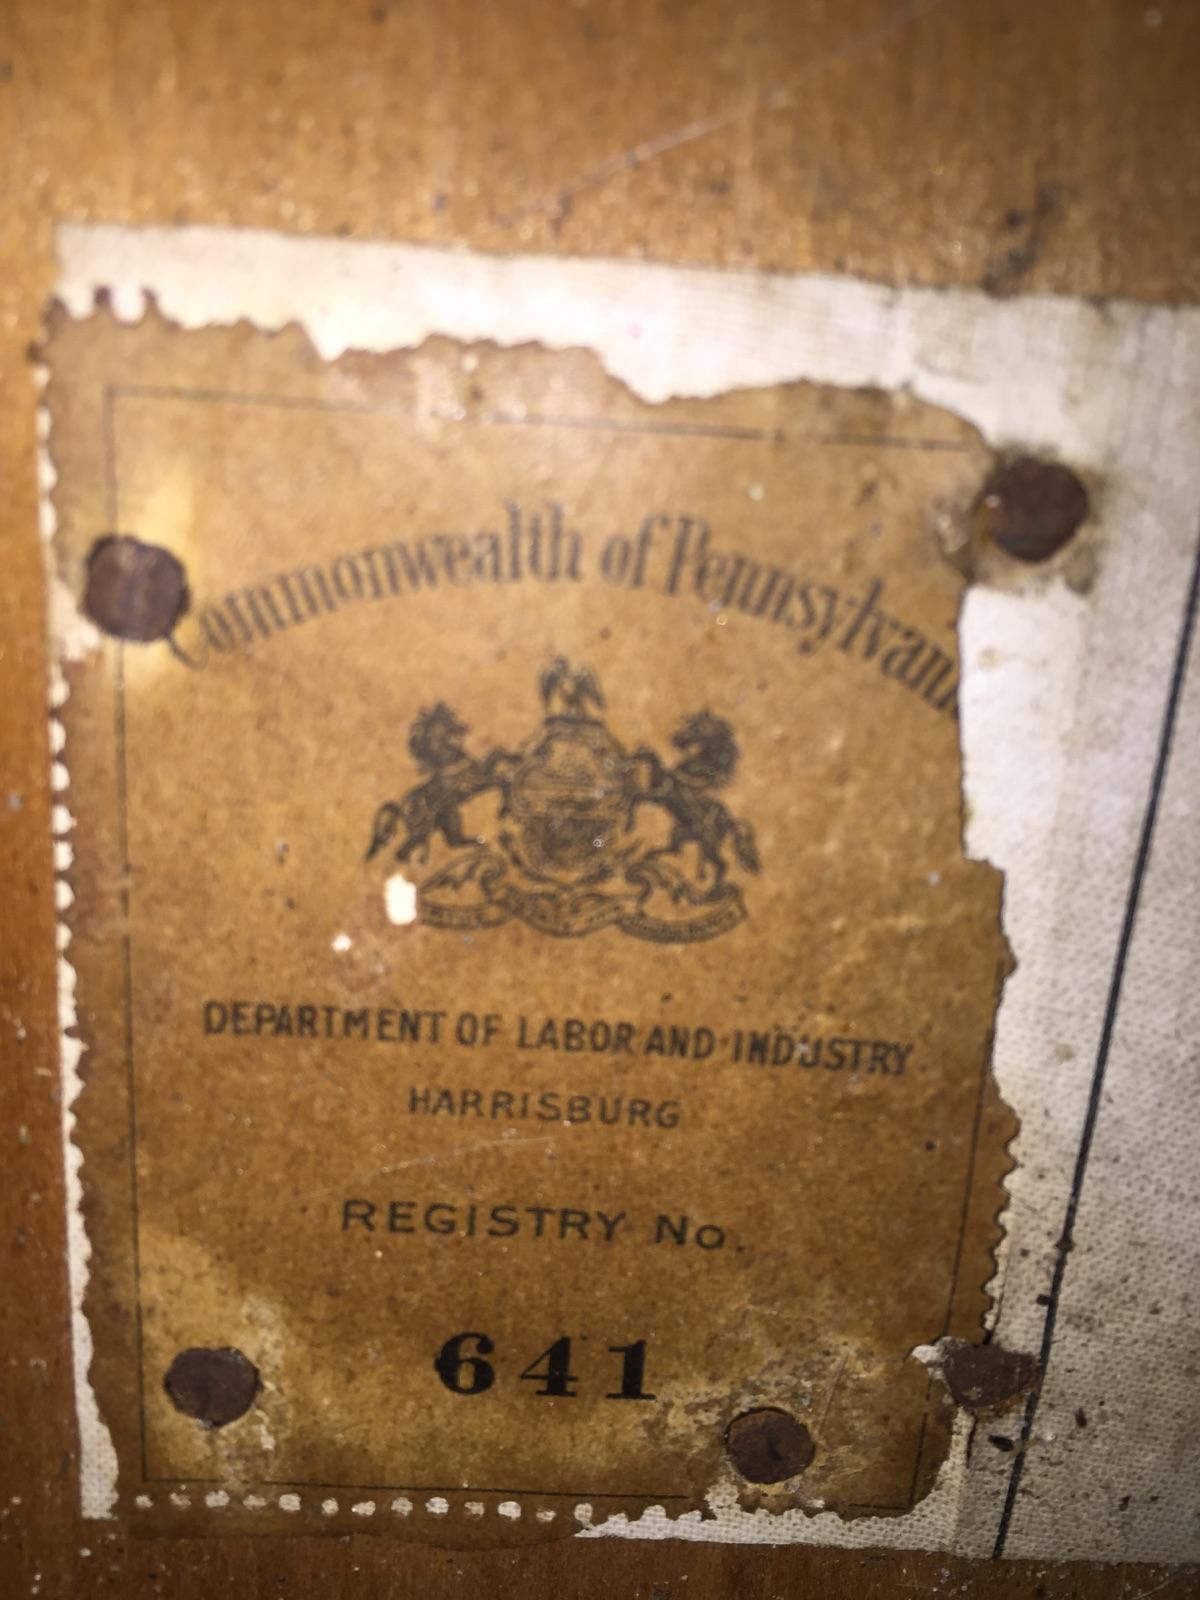 Commonwealth of Pennsylvan
DEPARTMENT OF LABOR AND INDUSTRY.
HARRISBURG
REGISTRY No.
641